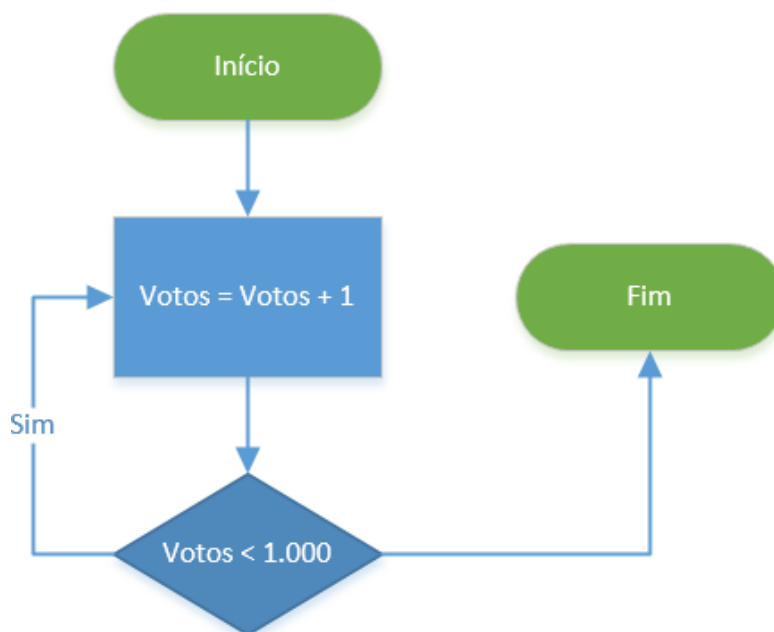 Início
Votos = Votos + 1
Fim
Sim
Votos < 1.000